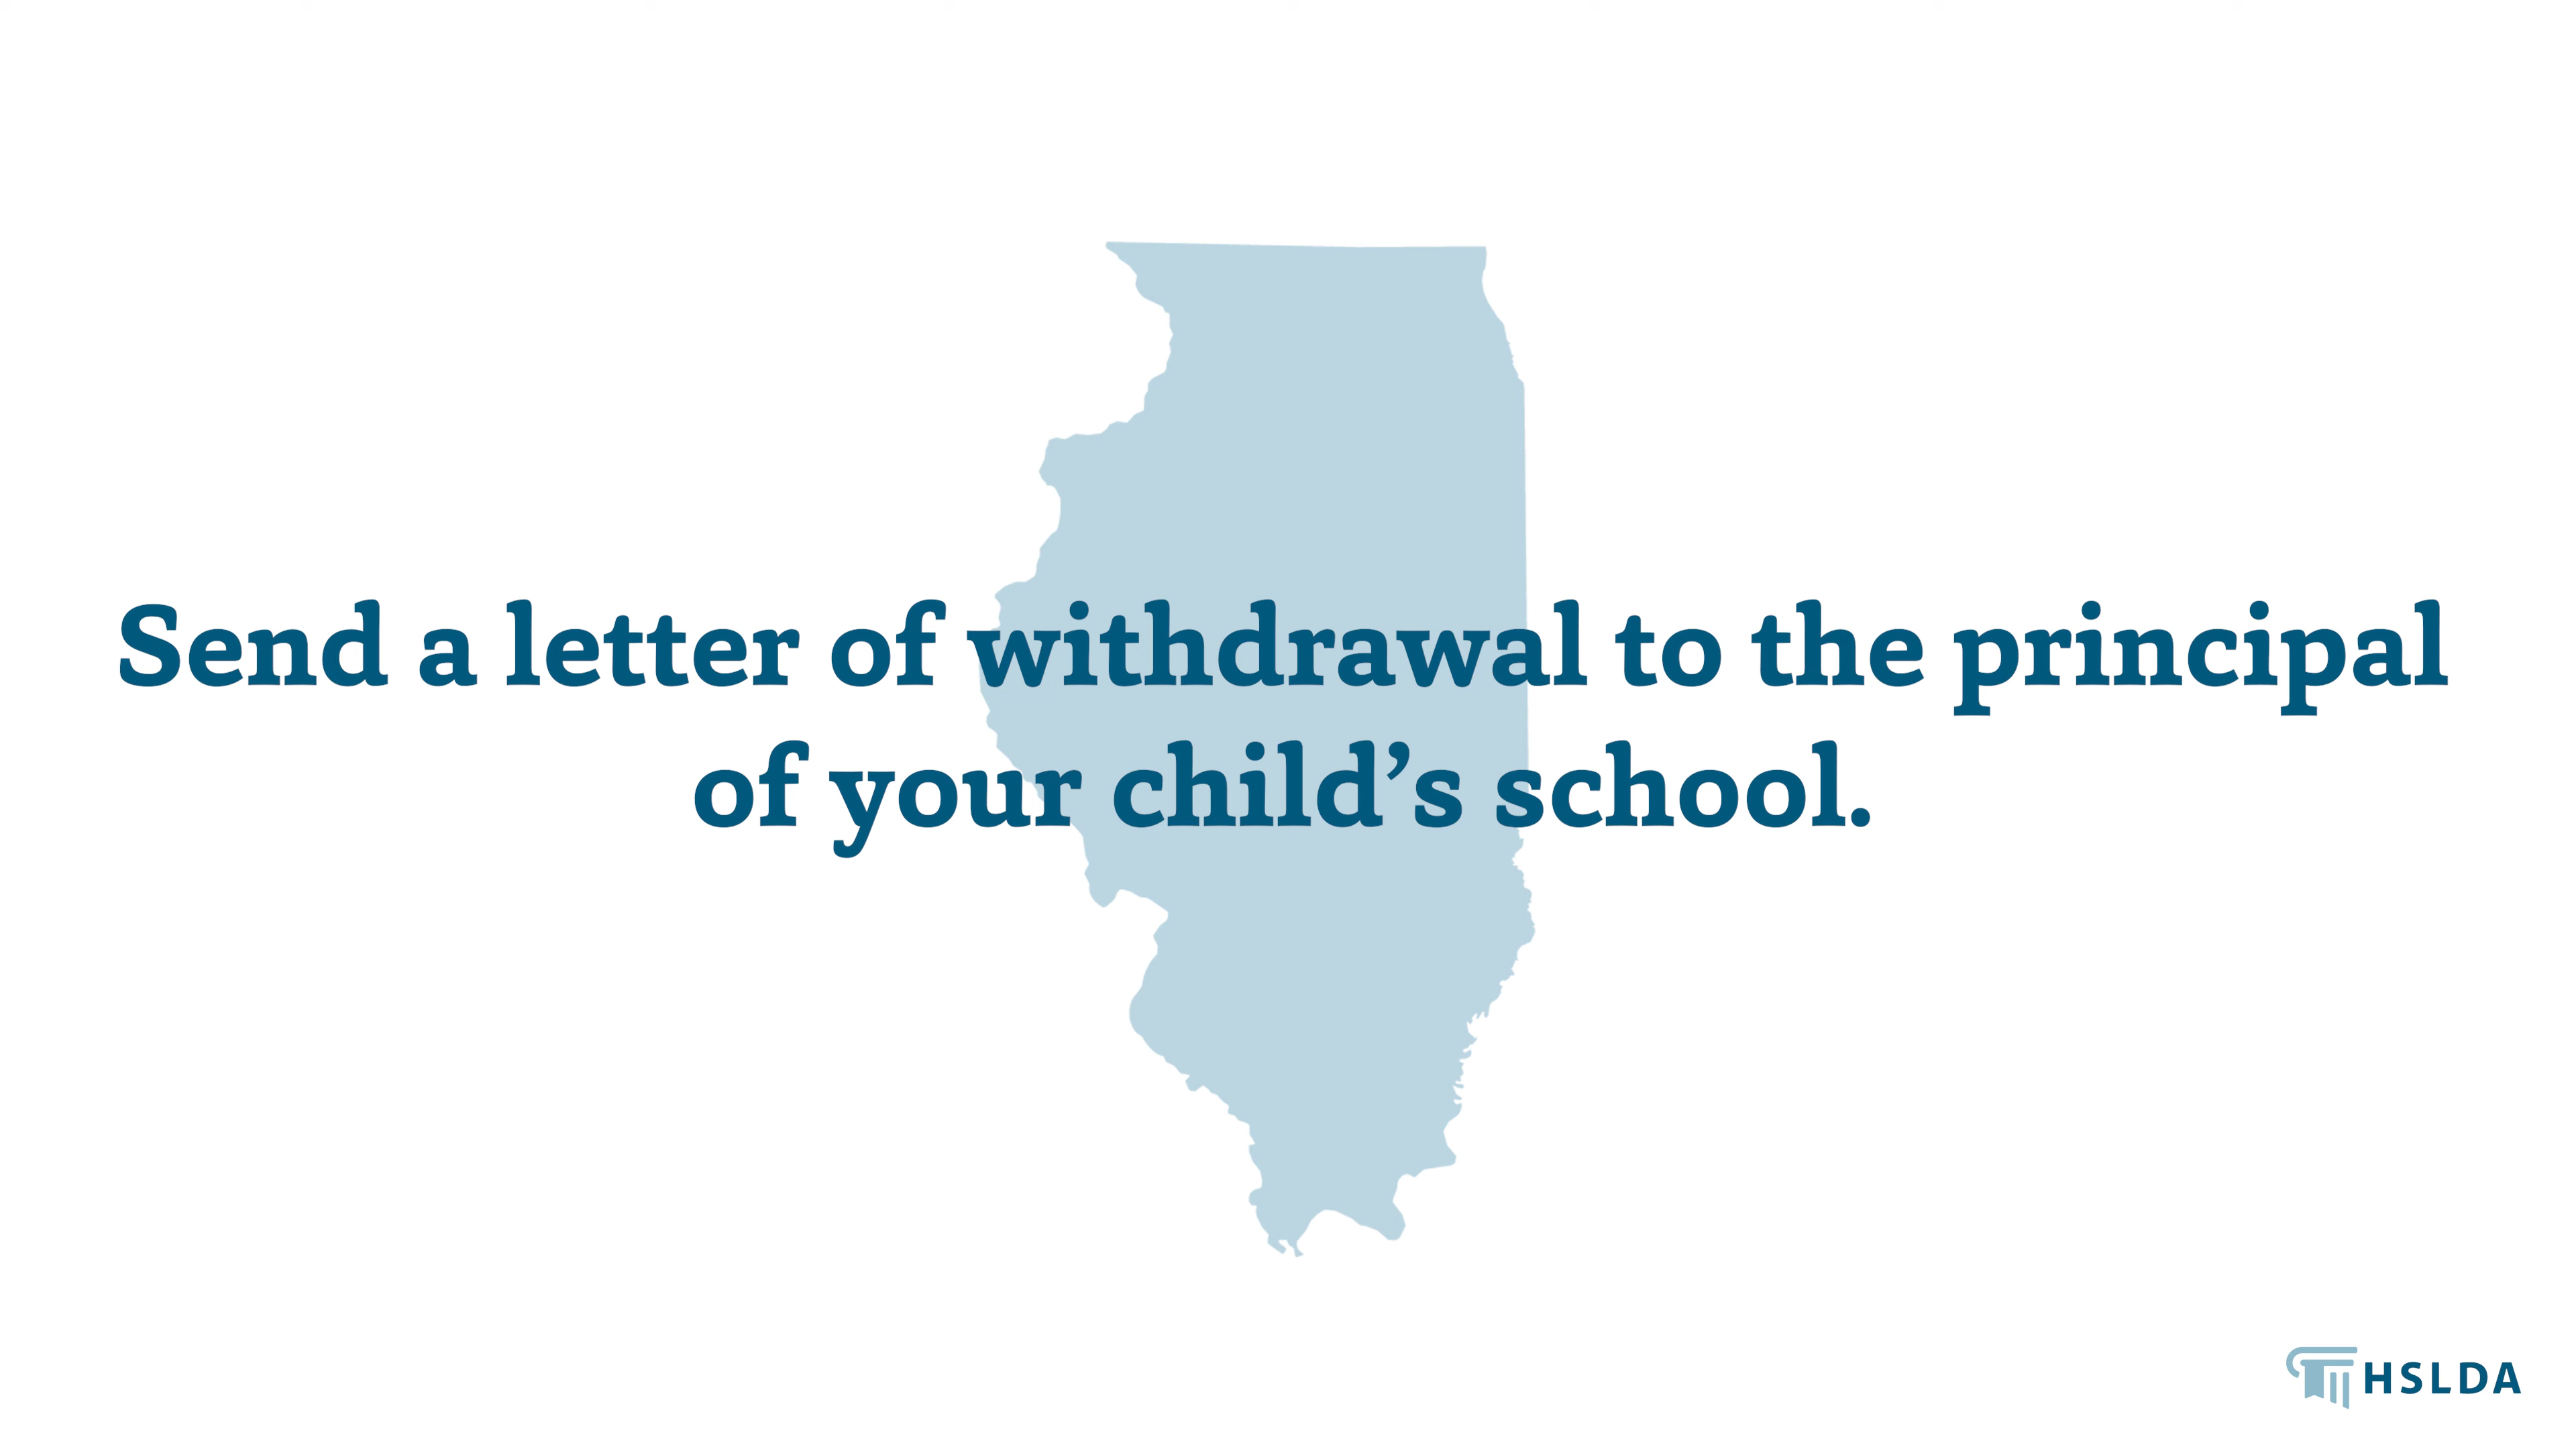 Send a letter of withdrawal to the principal
of your child’s school.
HSLDA